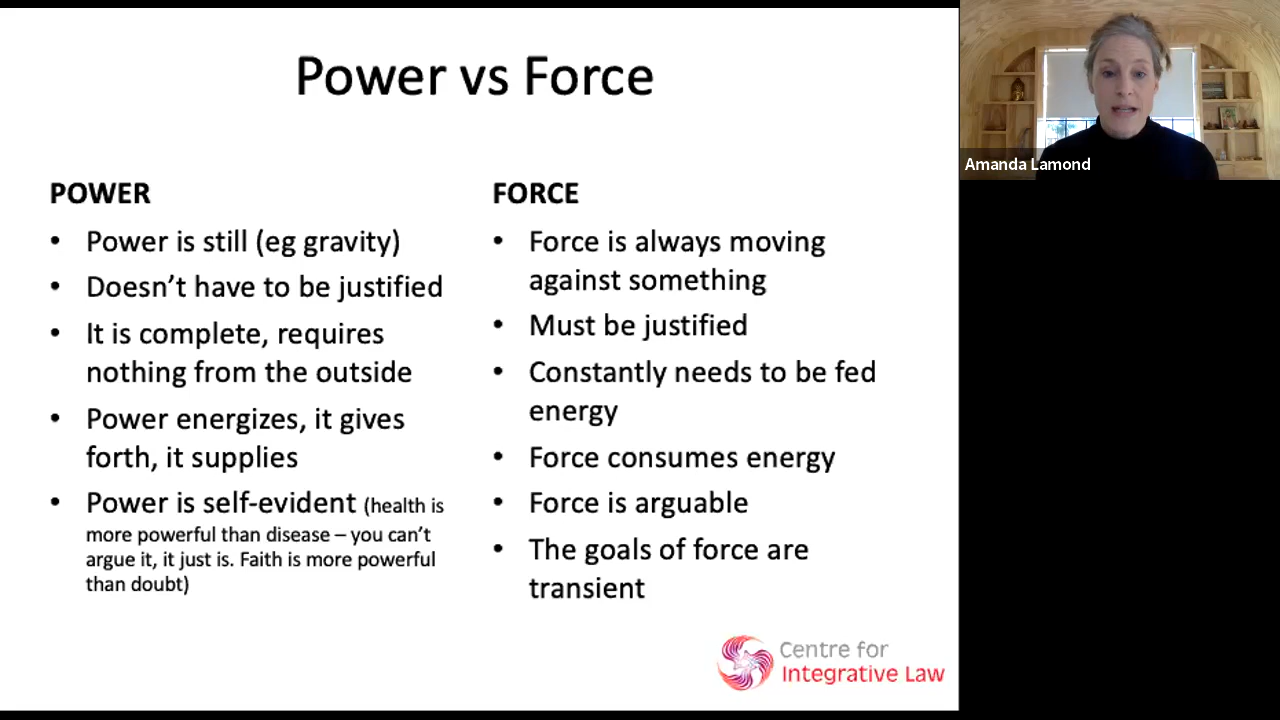 Power vs Force
POWER
• Power is still (eg gravity)
• Doesn’t have to be justified
• It is complete, requires
nothing from the outside
• Power energizes, it gives
forth, it supplies
• Power is self-evident (health is
more powerful than disease – you can’t
argue it, it just is. Faith is more powerful
than doubt)
FORCE
• Force is always moving
against something
• Must be justified
• Constantly needs to be fed
energy
• Force consumes energy
• Force is arguable
• The goals of force are
transient
Centre for
Integrative Law
Amanda Lamond